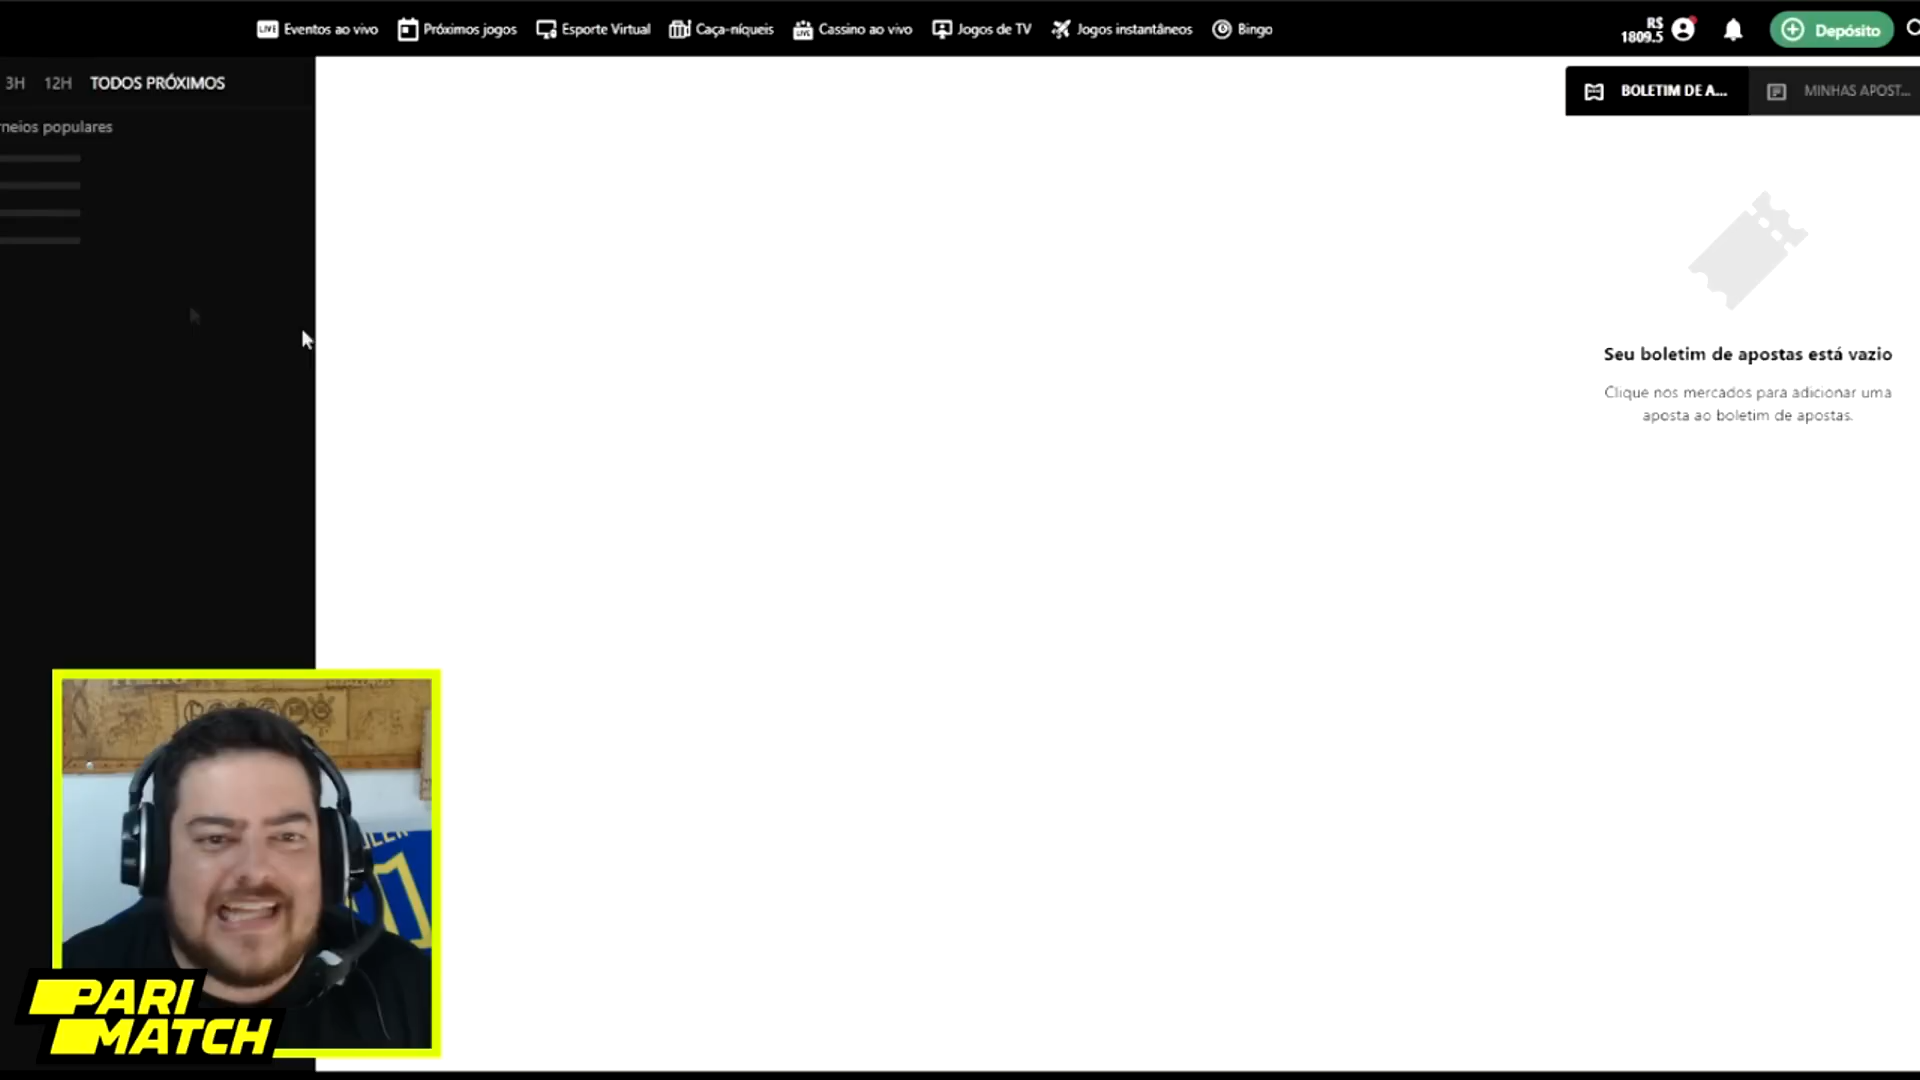 LIVE Eventos ao vivo Próximos jogos Esporte Virtual Caça-níqueis LIVE Cassino ao vivo Jogos de TV Jogos instantâneos Bingo
R$
1809.5
Depósito
3H 12H TODOS PRÓXIMOS
BOLETIM DE A... MINHAS APOST...
neios populares
Seu boletim de apostas está vazio
Clique nos mercados para adicionar uma
aposta ao boletim de apostas.
PARI
MATCH